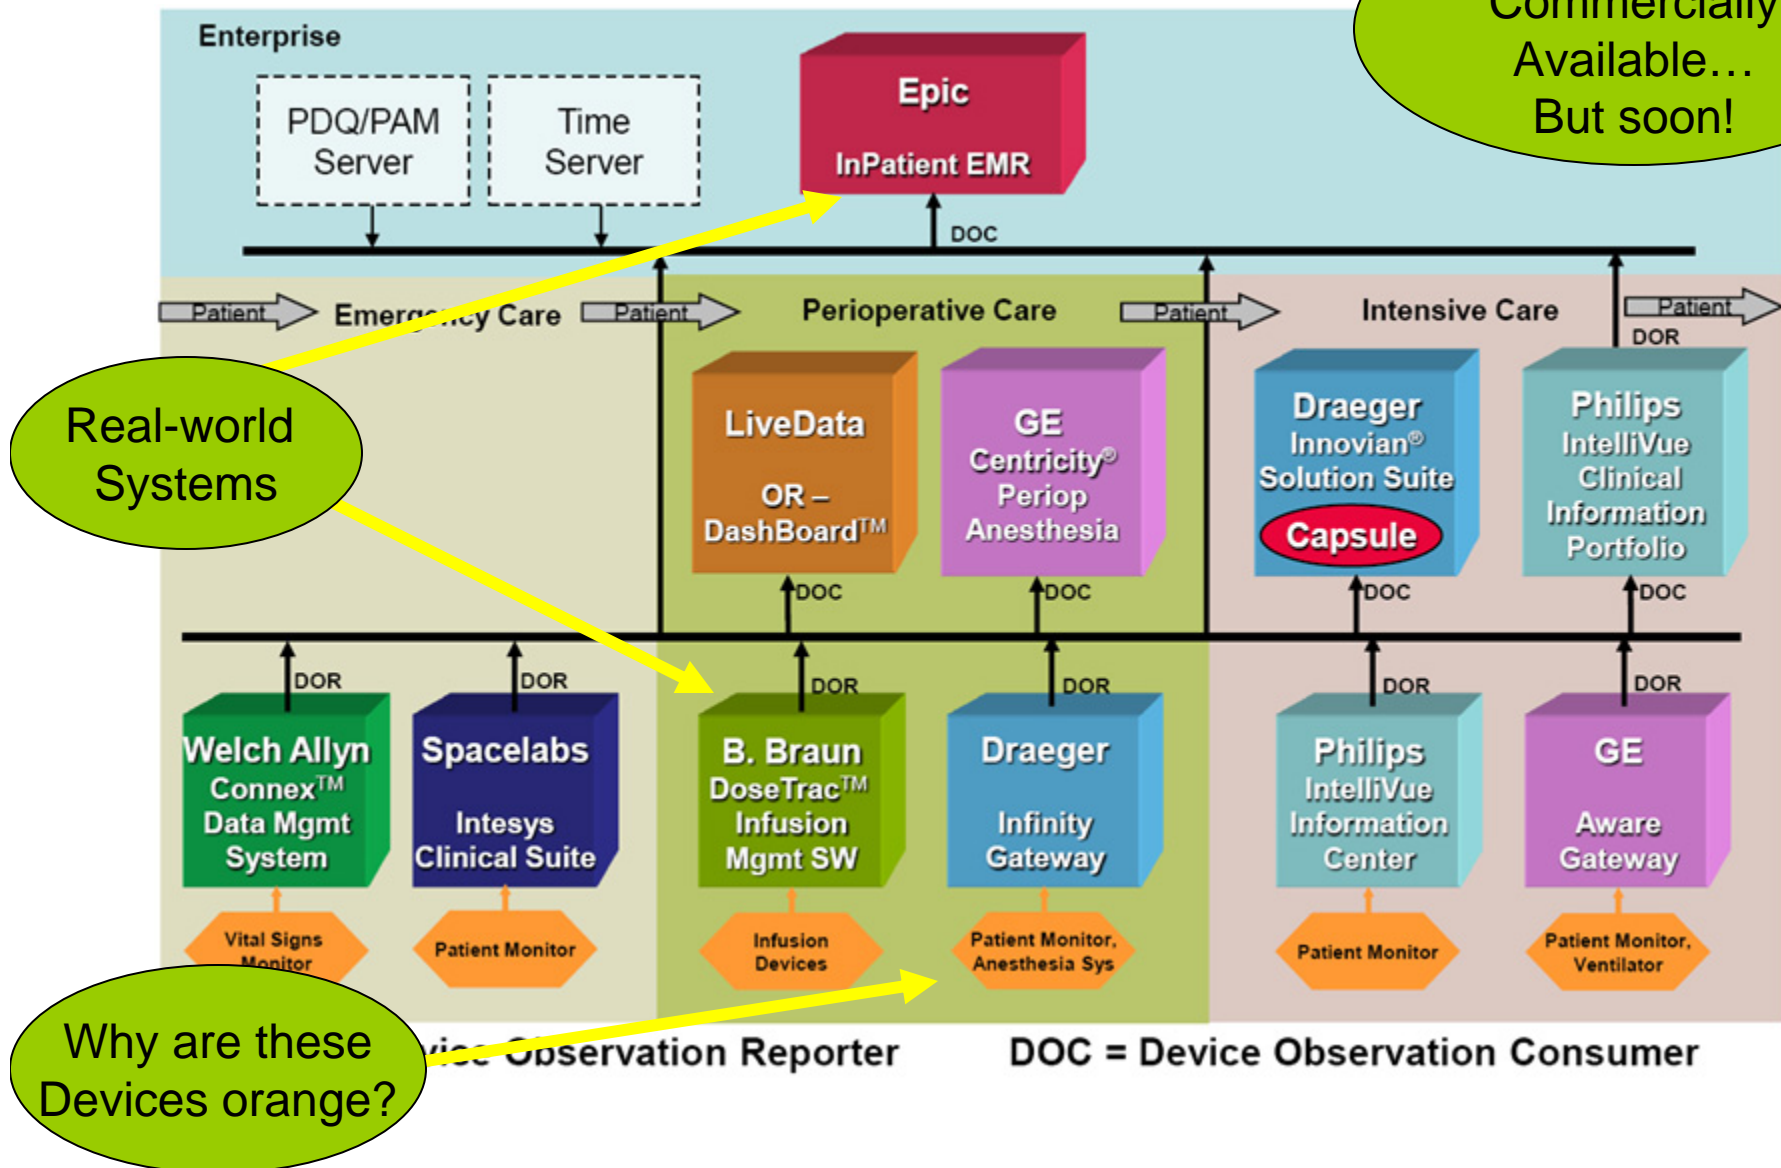 Commercially
Available...
But soon!
Enterprise
PDQ/PAM
Server
Time
Server
Epic
InPatient EMR
DOC
Patient
Emergency Care
Patient
Perioperative Care
Patient
Intensive Care
Patient
DOR
Real-world
Systems
LiveData
OR –
DashBoard™
GE
Centricity®
Periop
Anesthesia
Draeger
Innovian®
Solution Suite
Capsule
Philips
IntelliVue
Clinical
Information
Portfolio
DOC
DOC
DOC
DOC
DOR
DOR
DOR
DOR
DOR
DOR
Welch Allyn
Connex™
Data Mgmt
System
Spacelabs
Intesys
Clinical Suite
B. Braun
DoseTrac™
Infusion
Mgmt SW
Draeger
Infinity
Gateway
Philips
IntelliVue
Information
Center
GE
Aware
Gateway
Vital Signs
Monitor
Patient Monitor
Infusion
Devices
Patient Monitor,
Anesthesia Sys
Patient Monitor
Patient Monitor,
Ventilator
Why are these
Devices orange?
Observation Reporter
DOC = Device Observation Consumer